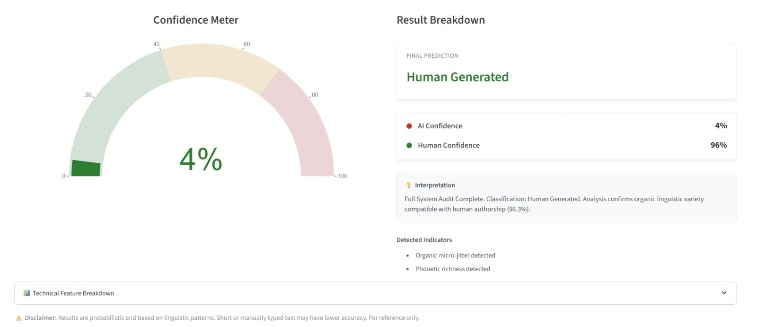 Confidence Meter
Result Breakdown
0
20
40
60
80
100
4%
FINAL PREDICTION
Human Generated
AI Confidence 4%
Human Confidence 96%
Interpretation
Full System Audit Complete. Classification: Human Generated. Analysis confirms organic linguistic variety
compatible with human authorship (96.3%).
Detected Indicators
Organic micro-jitter detected
Phonetic richness detected
Technical Feature Breakdown
Disclaimer: Results are probabilistic and based on linguistic patterns. Short or manually typed text may have lower accuracy. For reference only.